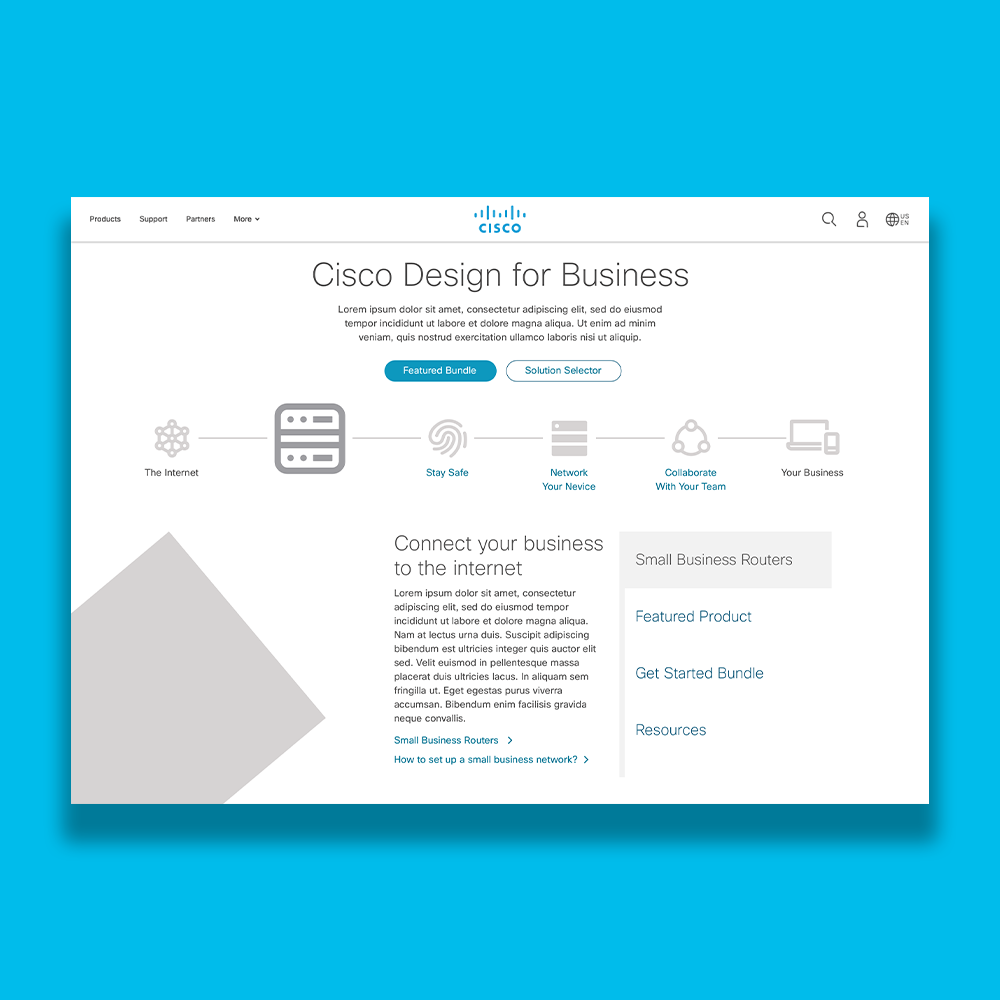 Products Support Partners More
CISCO
US
EN
Cisco Design for Business
Lorem ipsum dolor sit amet, consectetur adipiscing elit, sed do eiusmod
tempor incididunt ut labore et dolore magna aliqua. Ut enim ad minim
veniam, quis nostrud exercitation ullamco laboris nisi ut aliquip.
Featured Bundle
Solution Selector
The Internet
Stay Safe
Network
Your Nevice
Collaborate
With Your Team
Your Business
Connect your business
to the internet
Lorem ipsum dolor sit amet, consectetur
adipiscing elit, sed do eiusmod tempor
incididunt ut labore et dolore magna aliqua.
Nam at lectus urna duis. Suscipit adipiscing
bibendum est ultricies integer quis auctor elit
sed. Velit euismod in pellentesque massa
placerat duis ultricies lacus. In aliquam sem
fringilla ut. Eget egestas purus viverra
accumsan. Bibendum enim facilisis gravida
neque convallis.
Small Business Routers
How to set up a small business network?
Small Business Routers
Featured Product
Get Started Bundle
Resources